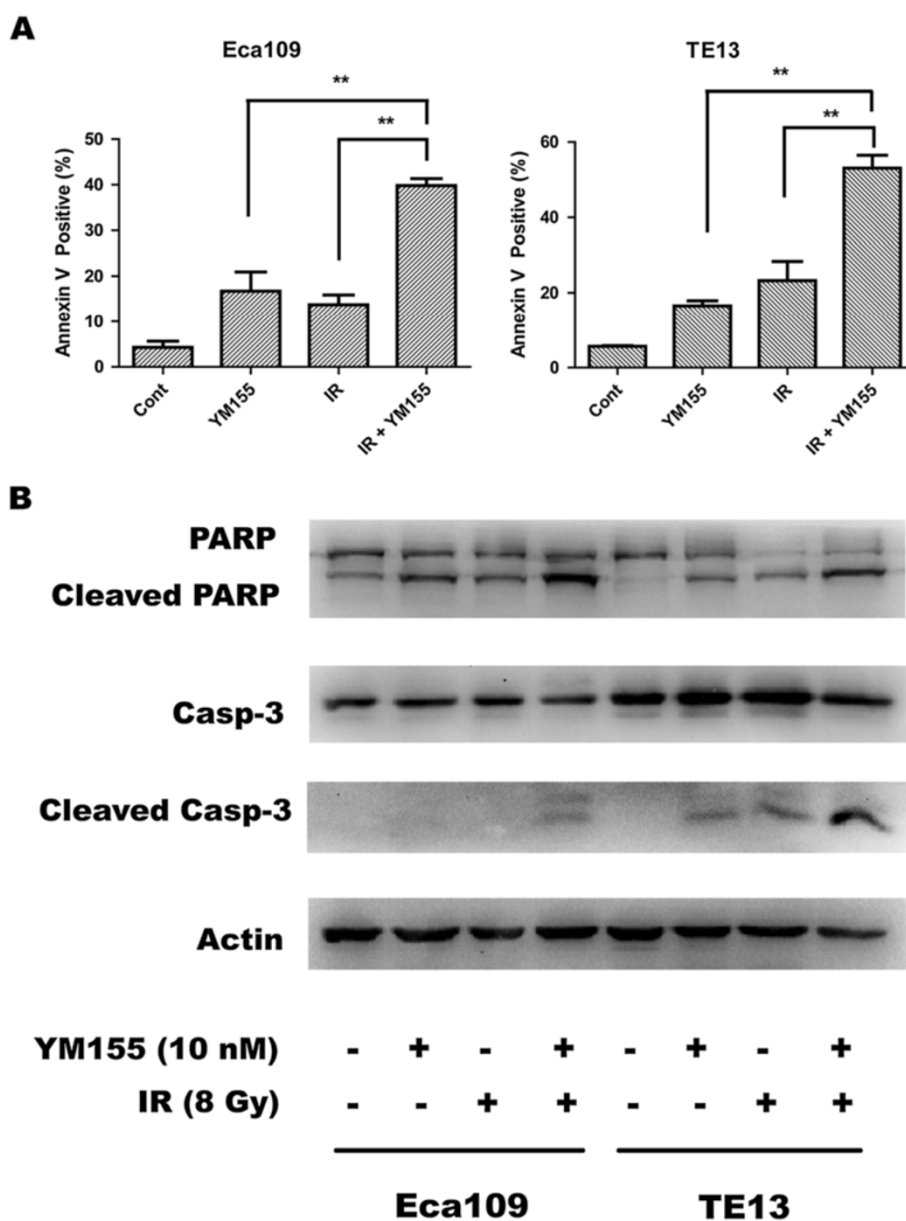 A
Eca109
**
**
Annexin V Positive (%)
50
40
30
20
10
0
Cont
YM155
IR
IR + YM155
TE13
**
**
Annexin V Positive (%)
60
40
20
0
Cont
YM155
IR
IR + YM155
B
PARP
Cleaved PARP
Casp-3
Cleaved Casp-3
Actin
YM155 (10 nM) - + - + - + - +
IR (8 Gy) - - + + - - + +
Eca109 TE13